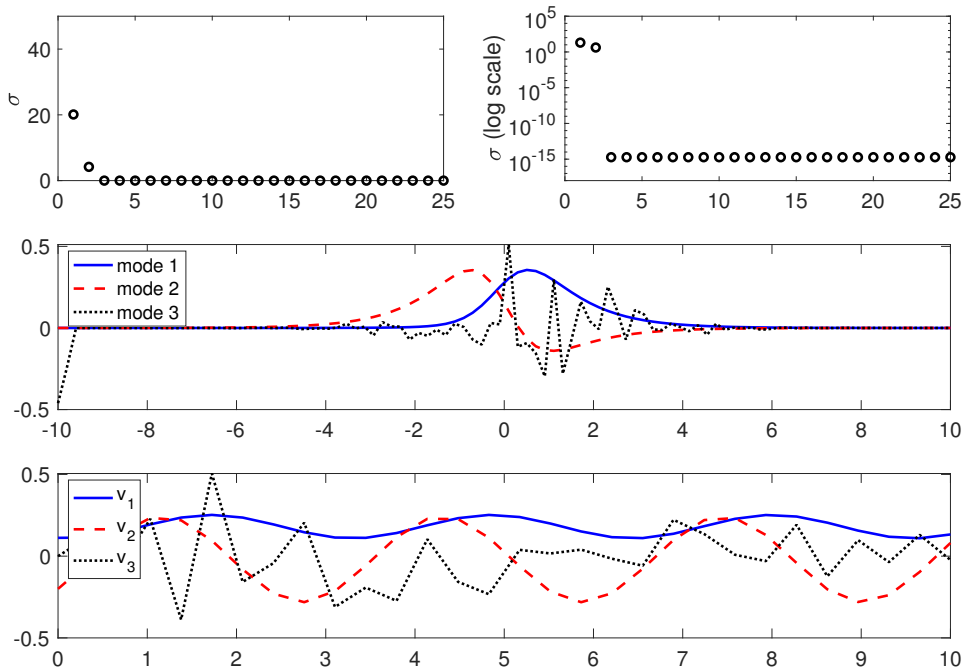 σ
40
20
0
0 5 10 15 20 25
σ (log scale)
10^5
10^0
10^-5
10^-10
10^-15
0 5 10 15 20 25
0.5
0
-0.5
mode 1
mode 2
mode 3
-10 -8 -6 -4 -2 0 2 4 6 8 10
0.5
0
-0.5
v_1
v_2
v_3
0 1 2 3 4 5 6 7 8 9 10